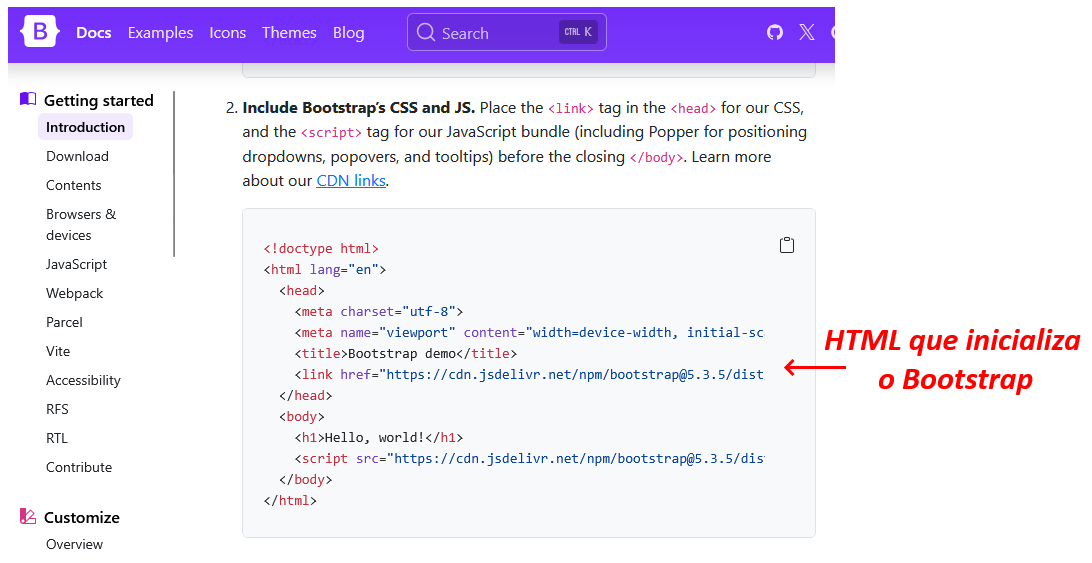 B Docs Examples Icons Themes Blog Search CTRL K
Getting started
Introduction
Download
Contents
Browsers &
devices
JavaScript
Webpack
Parcel
Vite
Accessibility
RFS
RTL
Contribute
Customize
Overview
2. Include Bootstrap’s CSS and JS. Place the <link> tag in the <head> for our CSS,
and the <script> tag for our JavaScript bundle (including Popper for positioning
dropdowns, popovers, and tooltips) before the closing </body>. Learn more
about our CDN links.
<!doctype html>
<html lang="en">
<head>
<meta charset="utf-8">
<meta name="viewport" content="width=device-width, initial-sc
<title>Bootstrap demo</title>
<link href="https://cdn.jsdelivr.net/npm/bootstrap@5.3.5/dist
</head>
<body>
<h1>Hello, world!</h1>
<script src="https://cdn.jsdelivr.net/npm/bootstrap@5.3.5/dist
</body>
</html>
HTML que inicializa
o Bootstrap